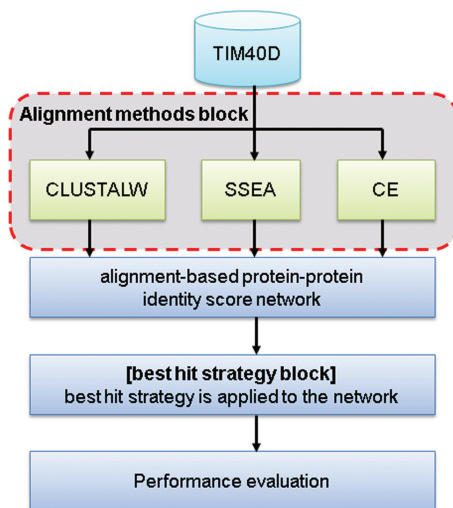 TIM40D
Alignment methods block
CLUSTALW
SSEA
CE
alignment-based protein-protein
identity score network
[best hit strategy block]
best hit strategy is applied to the network
Performance evaluation